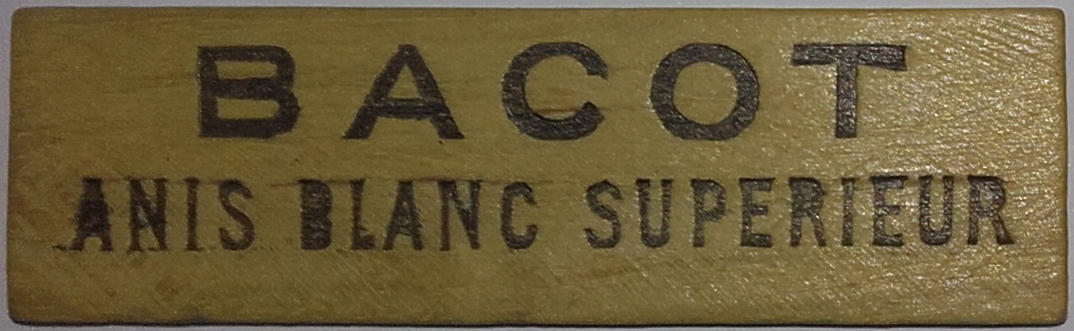 BACOT
ANIS BLANC SUPERIEUR